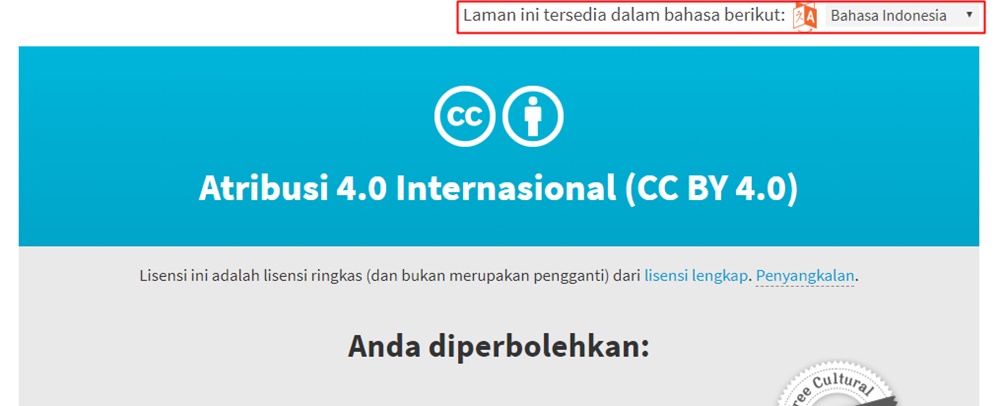 Laman ini tersedia dalam bahasa berikut: Bahasa Indonesia
cc
Atribusi 4.0 Internasional (CC BY 4.0)
Lisensi ini adalah lisensi ringkas (dan bukan merupakan pengganti) dari lisensi lengkap. Penyangkalan.
Anda diperbolehkan:
Cultural